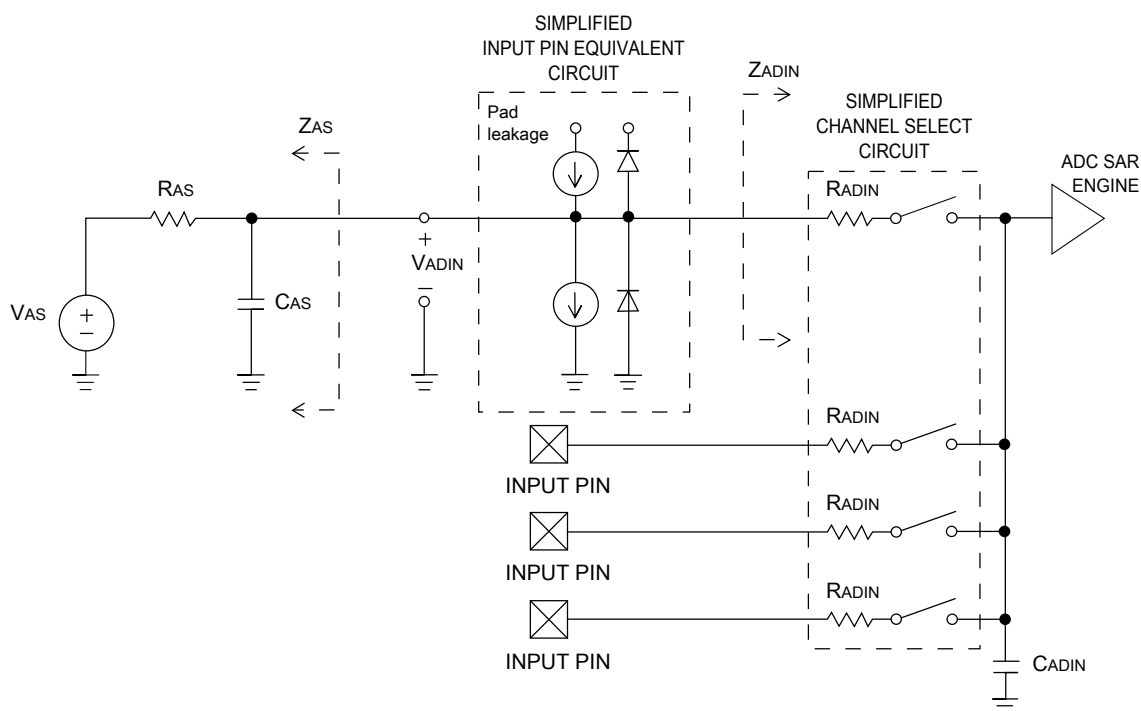 SIMPLIFIED
INPUT PIN EQUIVALENT
CIRCUIT
ZADIN
SIMPLIFIED
CHANNEL SELECT
CIRCUIT
Pad
leakage
ZAS
ADC SAR
ENGINE
RAS
RADIN
+
VADIN
–
VAS
+
–
CAS
RADIN
INPUT PIN
RADIN
INPUT PIN
RADIN
INPUT PIN
CADIN